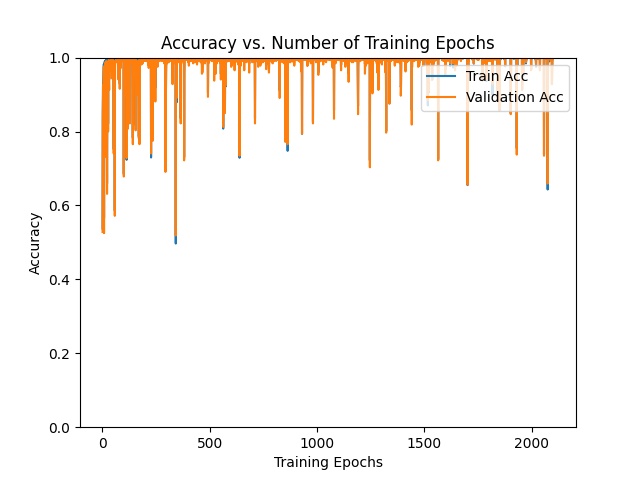 Accuracy vs. Number of Training Epochs
1.0
0.8
0.6
0.4
0.2
0.0
Accuracy
0
500
1000
1500
2000
Training Epochs
Train Acc
Validation Acc